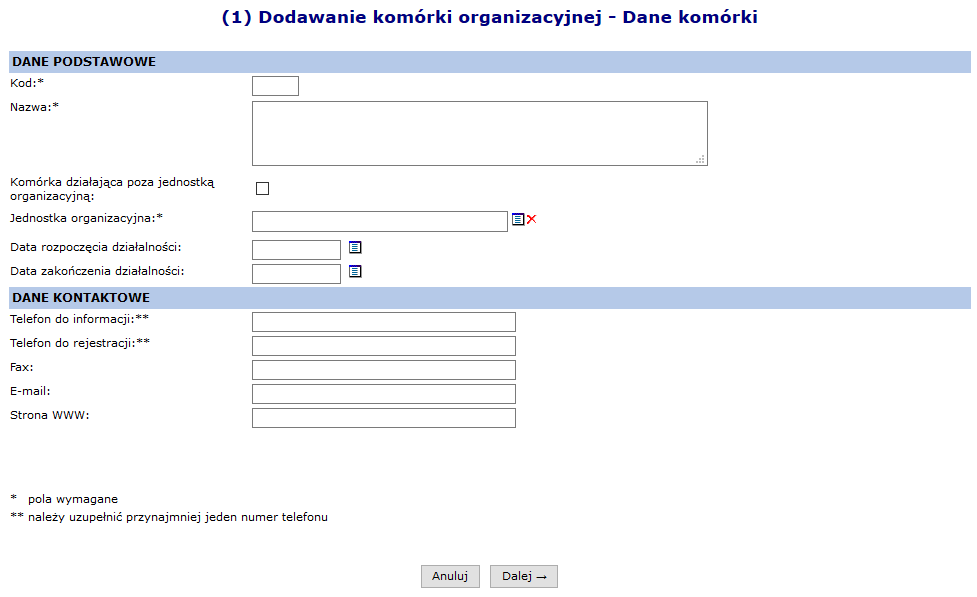 (1) Dodawanie komórki organizacyjnej - Dane komórki
DANE PODSTAWOWE
Kod:*
Nazwa:*
Komórka działająca poza jednostką
organizacyjną:
Jednostka organizacyjna:*
Data rozpoczęcia działalności:
Data zakończenia działalności:
DANE KONTAKTOWE
Telefon do informacji:**
Telefon do rejestracji:**
Fax:
E-mail:
Strona WWW:
* pola wymagane
** należy uzupełnić przynajmniej jeden numer telefonu
Anuluj
Dalej →